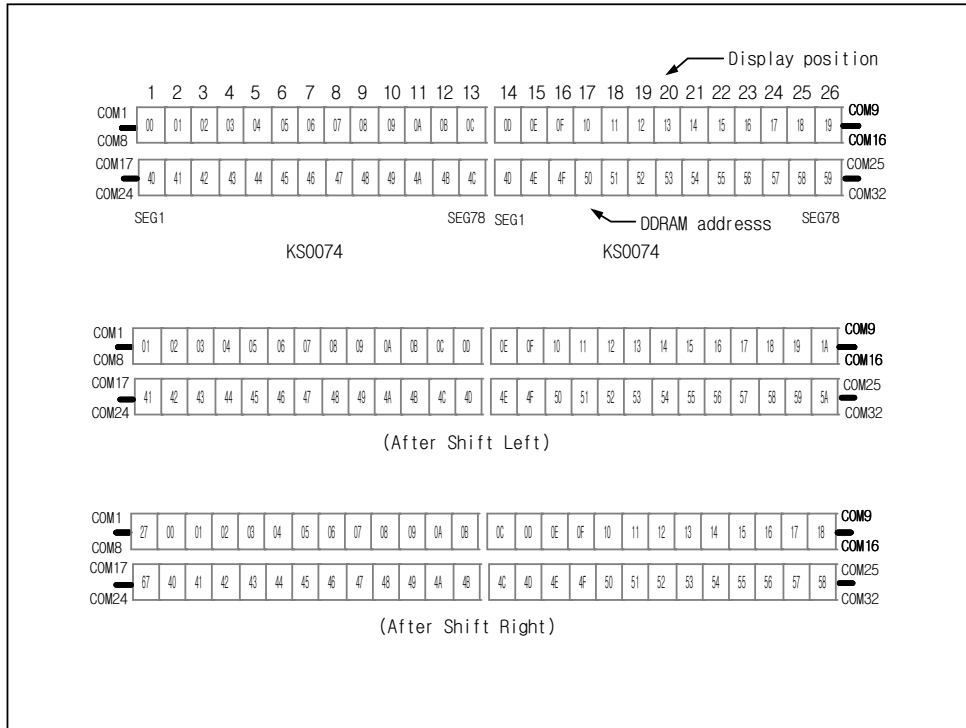 Display position
1 2 3 4 5 6 7 8 9 10 11 12 13 14 15 16 17 18 19 20 21 22 23 24 25 26
COM1 00 01 02 03 04 05 06 07 08 09 0A 0B 0C 0D 0E 0F 10 11 12 13 14 15 16 17 18 19 COM9
COM8 COM16
COM17 40 41 42 43 44 45 46 47 48 49 4A 4B 4C 4D 4E 4F 50 51 52 53 54 55 56 57 58 59 COM25
COM24 COM32
SEG1 SEG78 SEG1 DDRAM addresss SEG78
KS0074 KS0074
COM1 01 02 03 04 05 06 07 08 09 0A 0B 0C 0D 0E 0F 10 11 12 13 14 15 16 17 18 19 1A COM9
COM8 COM16
COM17 41 42 43 44 45 46 47 48 49 4A 4B 4C 4D 4E 4F 50 51 52 53 54 55 56 57 58 59 5A COM25
COM24 COM32
(After Shift Left)
COM1 27 00 01 02 03 04 05 06 07 08 09 0A 0B 0C 0D 0E 0F 10 11 12 13 14 15 16 17 18 COM9
COM8 COM16
COM17 67 40 41 42 43 44 45 46 47 48 49 4A 4B 4C 4D 4E 4F 50 51 52 53 54 55 56 57 58 COM25
COM24 COM32
(After Shift Right)